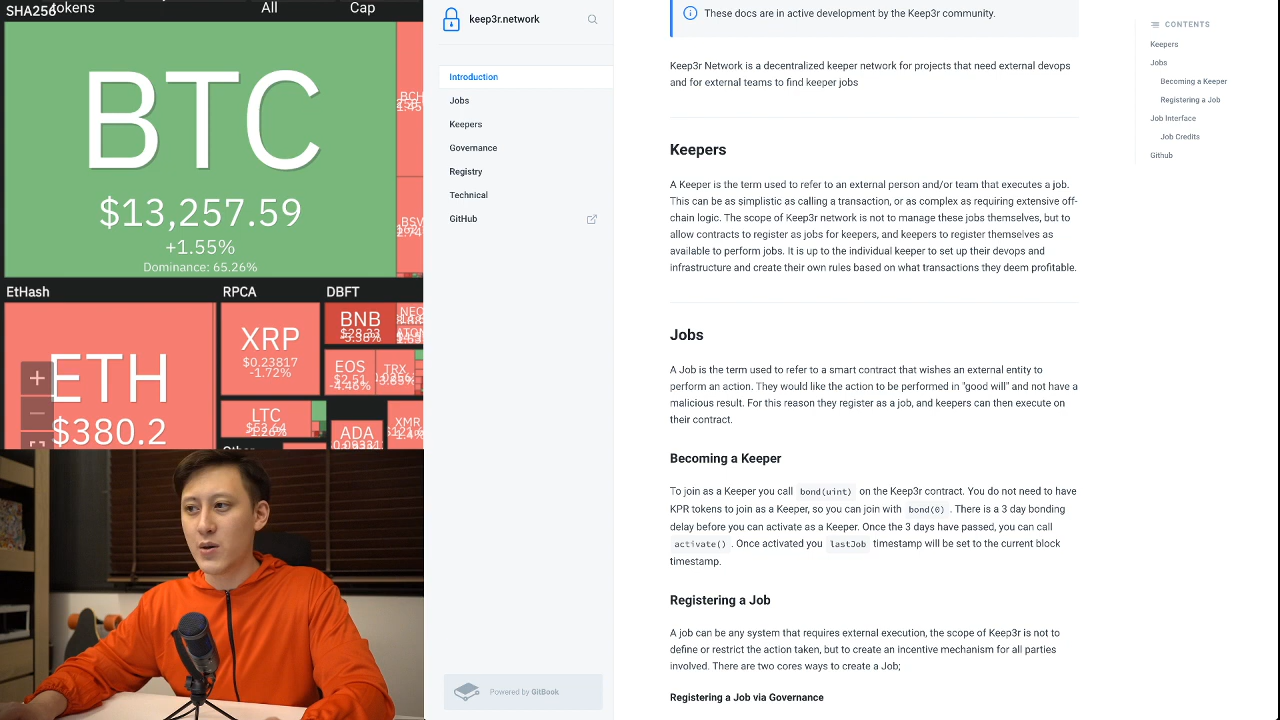 SHA256
Tokens
All
Cap
BTC
$13,257.59
+1.55%
Dominance: 65.26%
BCH
BSV
EtHash
RPCA
DBFT
ETH
$380.2
XRP
$0.23817
-1.72%
BNB
$28.33
-5.38%
NEO
EOS
$2.51
-4.46%
TRX
LTC
ADA
XMR
+
−
keep3r.network
Introduction
Jobs
Keepers
Governance
Registry
Technical
GitHub
Powered by GitBook
These docs are in active development by the Keep3r community.
Keep3r Network is a decentralized keeper network for projects that need external devops
and for external teams to find keeper jobs
Keepers
A Keeper is the term used to refer to an external person and/or team that executes a job.
This can be as simplistic as calling a transaction, or as complex as requiring extensive off-
chain logic. The scope of Keep3r network is not to manage these jobs themselves, but to
allow contracts to register as jobs for keepers, and keepers to register themselves as
available to perform jobs. It is up to the individual keeper to set up their devops and
infrastructure and create their own rules based on what transactions they deem profitable.
Jobs
A Job is the term used to refer to a smart contract that wishes an external entity to
perform an action. They would like the action to be performed in "good will" and not have a
malicious result. For this reason they register as a job, and keepers can then execute on
their contract.
Becoming a Keeper
To join as a Keeper you call bond(uint) on the Keep3r contract. You do not need to have
KPR tokens to join as a Keeper, so you can join with bond(0) . There is a 3 day bonding
delay before you can activate as a Keeper. Once the 3 days have passed, you can call
activate() . Once activated you lastJob timestamp will be set to the current block
timestamp.
Registering a Job
A job can be any system that requires external execution, the scope of Keep3r is not to
define or restrict the action taken, but to create an incentive mechanism for all parties
involved. There are two cores ways to create a Job;
Registering a Job via Governance
CONTENTS
Keepers
Jobs
Becoming a Keeper
Registering a Job
Job Interface
Job Credits
Github